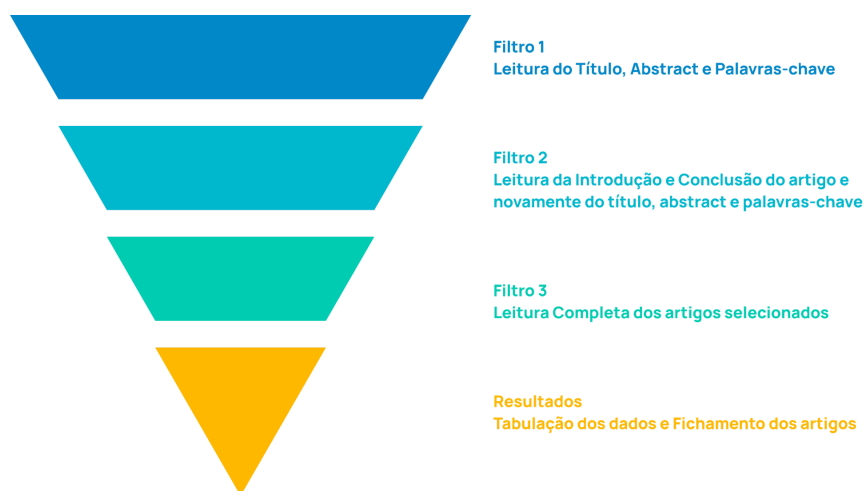 Filtro 1
Leitura do Título, Abstract e Palavras-chave
Filtro 2
Leitura da Introdução e Conclusão do artigo e
novamente do título, abstract e palavras-chave
Filtro 3
Leitura Completa dos artigos selecionados
Resultados
Tabulação dos dados e Fichamento dos artigos